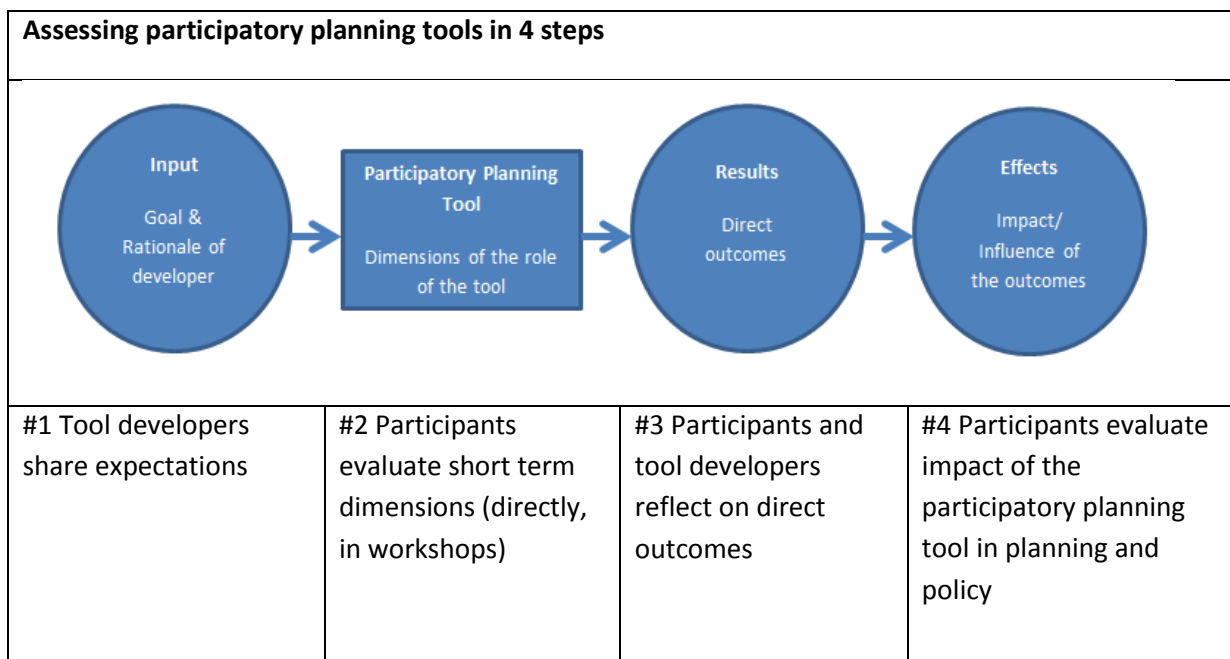 Assessing participatory planning tools in 4 steps
Input
Goal &
Rationale of
developer
Participatory Planning
Tool
Dimensions of the role
of the tool
Results
Direct
outcomes
Effects
Impact/
Influence of
the outcomes
#1 Tool developers
share expectations
#2 Participants
evaluate short term
dimensions (directly,
in workshops)
#3 Participants and
tool developers
reflect on direct
outcomes
#4 Participants evaluate
impact of the
participatory planning
tool in planning and
policy